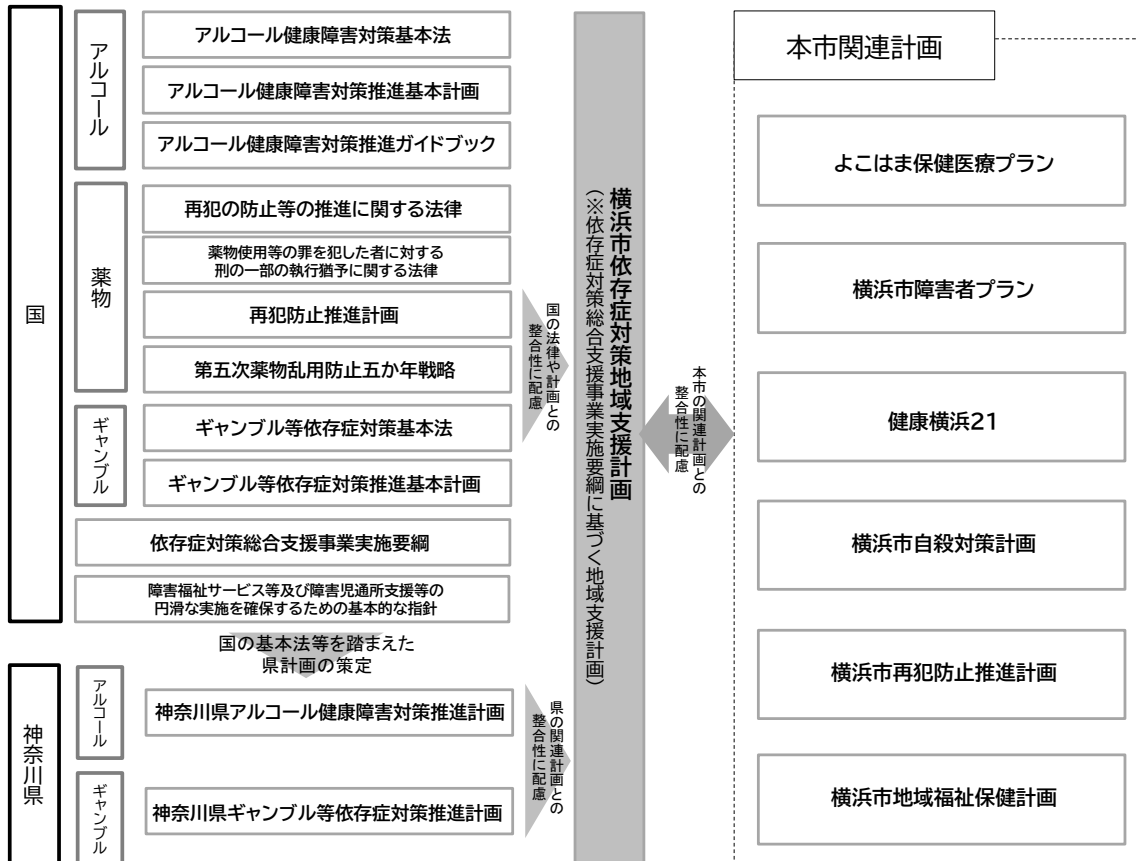 国
アルコール
アルコール健康障害対策基本法
アルコール健康障害対策推進基本計画
アルコール健康障害対策推進ガイドブック
薬物
再犯の防止等の推進に関する法律
薬物使用等の罪を犯した者に対する
刑の一部の執行猶予に関する法律
再犯防止推進計画
第五次薬物乱用防止五か年戦略
ギャンブル
ギャンブル等依存症対策基本法
ギャンブル等依存症対策推進基本計画
依存症対策総合支援事業実施要綱
障害福祉サービス等及び障害児通所支援等の
円滑な実施を確保するための基本的な指針
国の基本法等を踏まえた
県計画の策定
神奈川県
アルコール
神奈川県アルコール健康障害対策推進計画
ギャンブル
神奈川県ギャンブル等依存症対策推進計画
国の法律や計画との
整合性に配慮
県の関連計画との
整合性に配慮
横浜市依存症対策地域支援計画
(※依存症対策総合支援事業実施要綱に基づく地域支援計画)
本市の関連計画との
整合性に配慮
本市関連計画
よこはま保健医療プラン
横浜市障害者プラン
健康横浜21
横浜市自殺対策計画
横浜市再犯防止推進計画
横浜市地域福祉保健計画